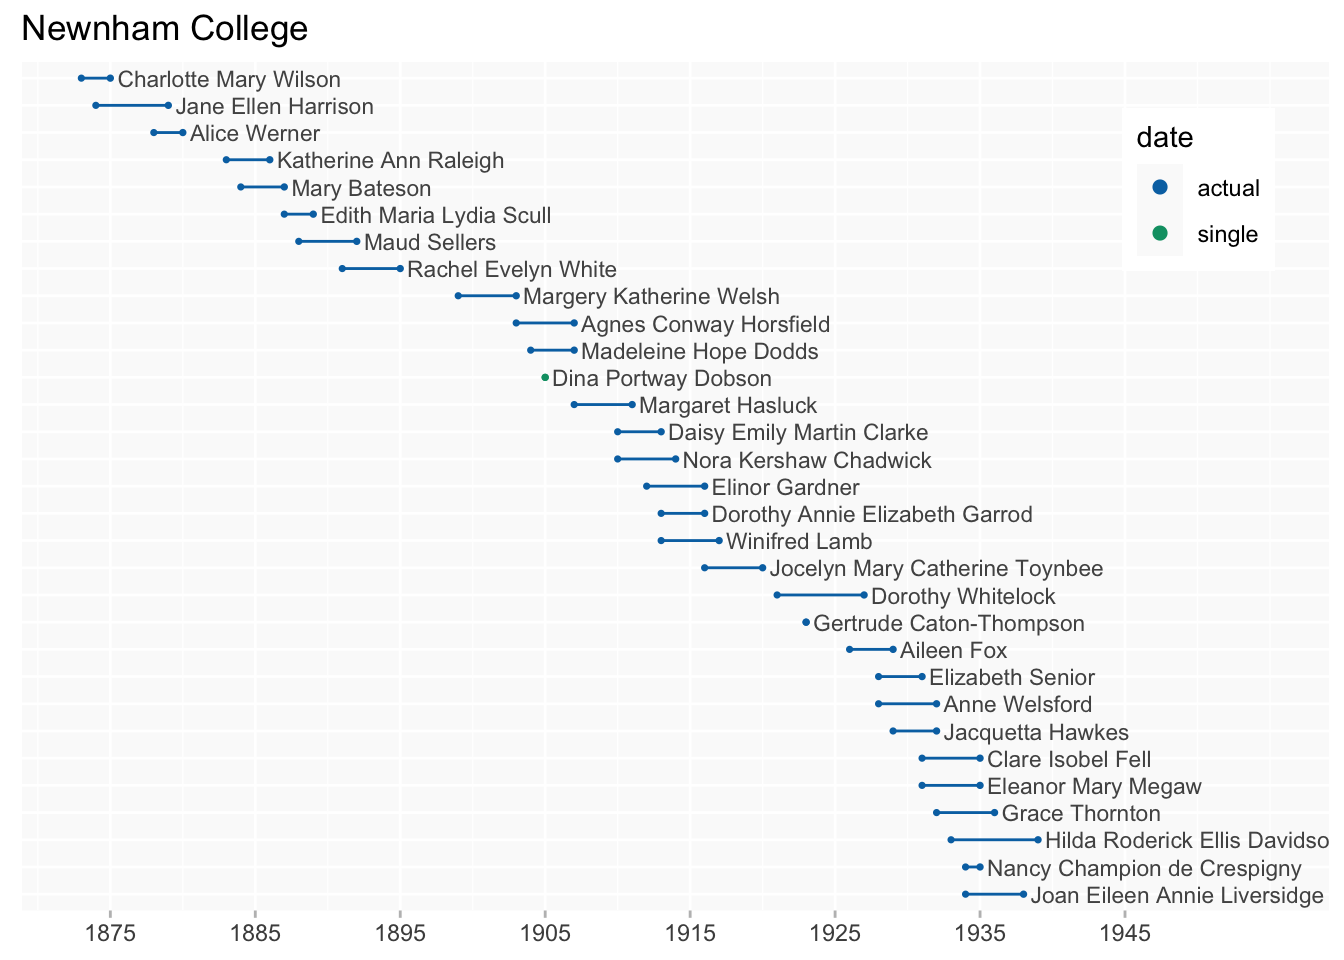 Newnham College
Charlotte Mary Wilson
Jane Ellen Harrison
Alice Werner
Katherine Ann Raleigh
Mary Bateson
Edith Maria Lydia Scull
Maud Sellers
Rachel Evelyn White
Margery Katherine Welsh
Agnes Conway Horsfield
Madeleine Hope Dodds
Dina Portway Dobson
Margaret Hasluck
Daisy Emily Martin Clarke
Nora Kershaw Chadwick
Elinor Gardner
Dorothy Annie Elizabeth Garrod
Winifred Lamb
Jocelyn Mary Catherine Toynbee
Dorothy Whitelock
Gertrude Caton-Thompson
Aileen Fox
Elizabeth Senior
Anne Welsford
Jacquetta Hawkes
Clare Isobel Fell
Eleanor Mary Megaw
Grace Thornton
Hilda Roderick Ellis Davidso
Nancy Champion de Crespigny
Joan Eileen Annie Liversidge
date
actual
single
1875 1885 1895 1905 1915 1925 1935 1945